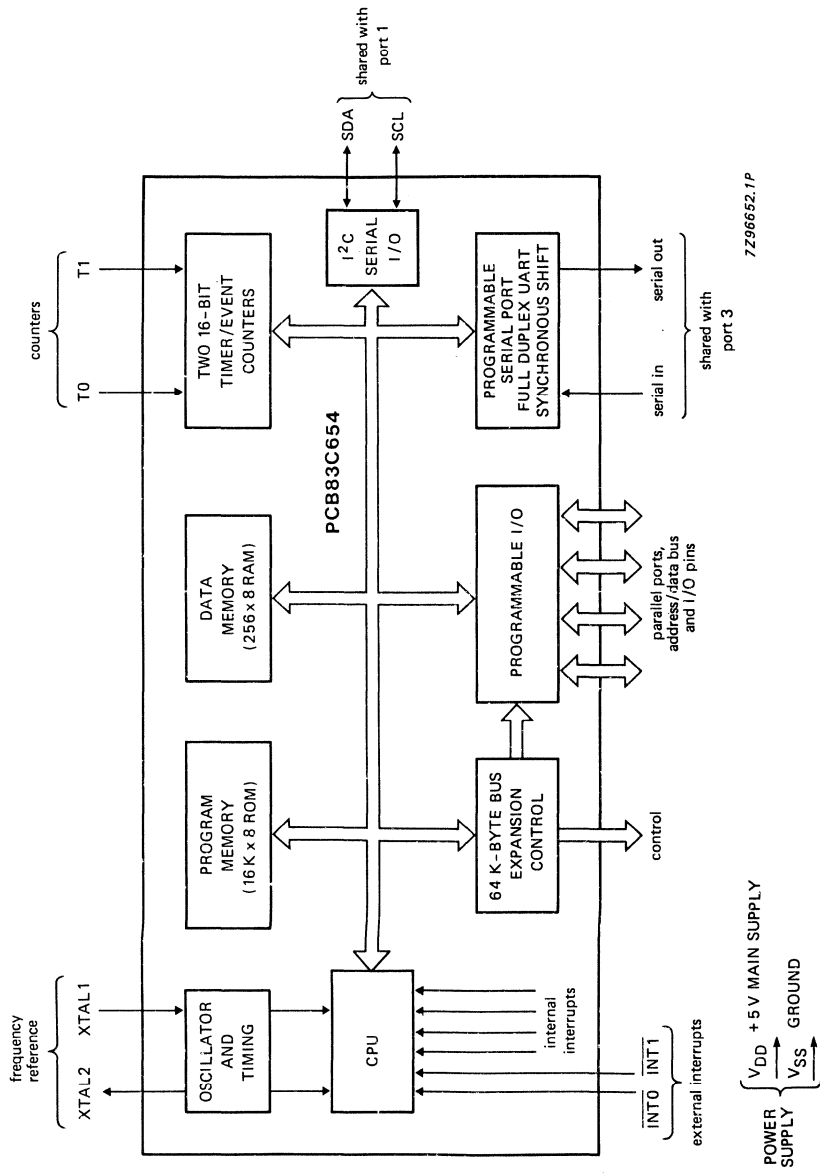 frequency
reference
counters
XTAL2
XTAL1
T0
T1
OSCILLATOR
AND
TIMING
PROGRAM
MEMORY
(16 K x 8 ROM)
DATA
MEMORY
(256 x 8 RAM)
TWO 16-BIT
TIMER/EVENT
COUNTERS
shared with
port 1
SDA
SCL
PCB83C654
I²C
SERIAL
I/O
CPU
internal
interrupts
64 K-BYTE BUS
EXPANSION
CONTROL
PROGRAMMABLE I/O
PROGRAMMABLE
SERIAL PORT
FULL DUPLEX UART
SYNCHRONOUS SHIFT
INT0
INT1
external interrupts
control
parallel ports,
address/data bus
and I/O pins
serial in
serial out
shared with
port 3
POWER
SUPPLY
VDD
+ 5 V MAIN SUPPLY
VSS
GROUND
7Z96652.1P